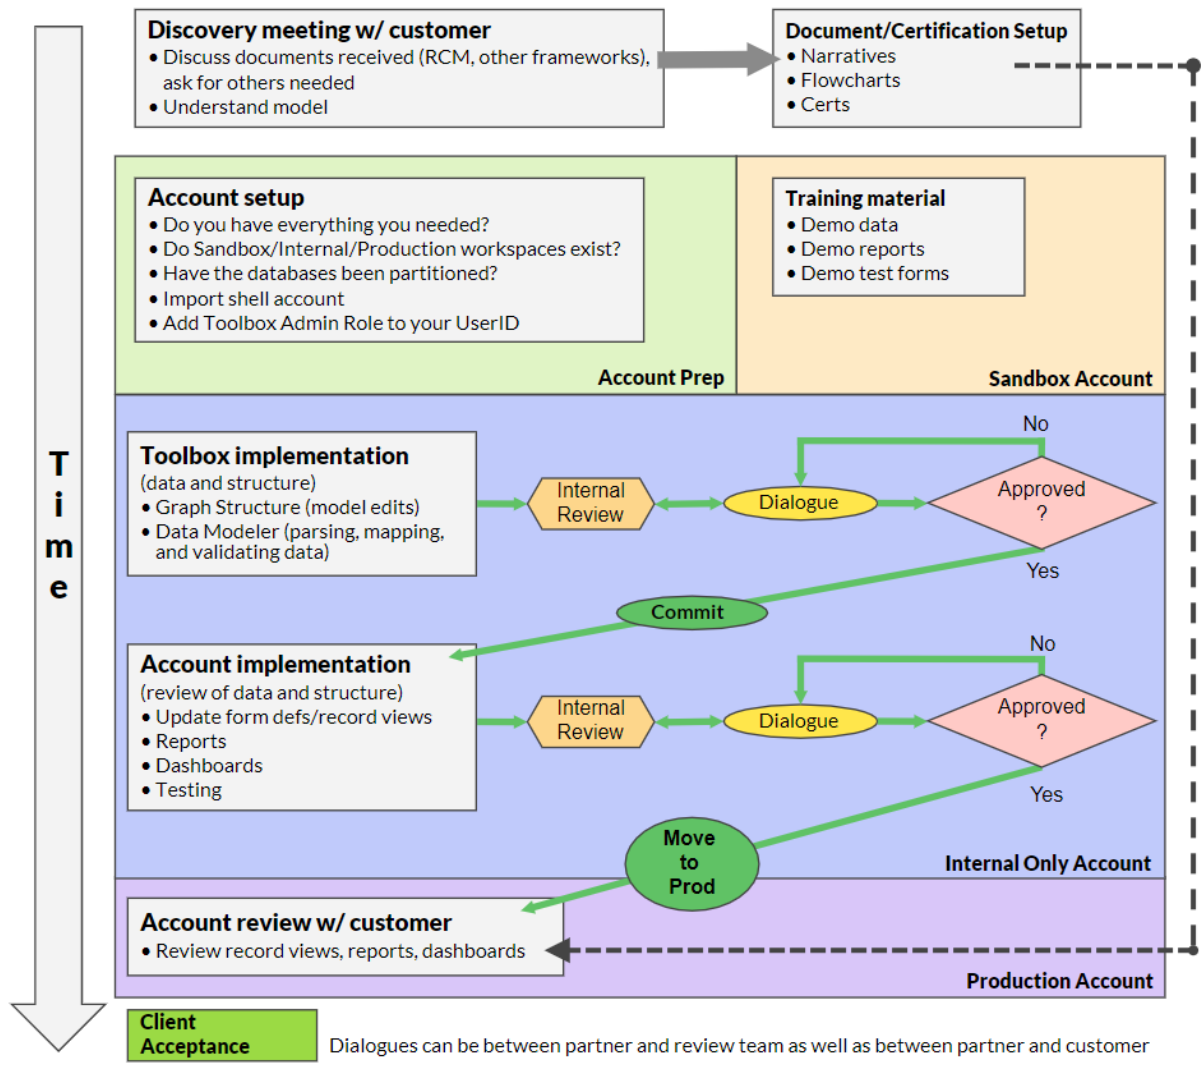 Discovery meeting w/ customer
• Discuss documents received (RCM, other frameworks),
ask for others needed
• Understand model
Document/Certification Setup
• Narratives
• Flowcharts
• Certs
Time
Account setup
• Do you have everything you needed?
• Do Sandbox/Internal/Production workspaces exist?
• Have the databases been partitioned?
• Import shell account
• Add Toolbox Admin Role to your UserID
Account Prep
Training material
• Demo data
• Demo reports
• Demo test forms
Sandbox Account
Toolbox implementation
(data and structure)
• Graph Structure (model edits)
• Data Modeler (parsing, mapping,
and validating data)
Internal
Review
Dialogue
No
Approved
?
Yes
Commit
Account implementation
(review of data and structure)
• Update form defs/record views
• Reports
• Dashboards
• Testing
Internal
Review
Dialogue
No
Approved
?
Yes
Move
to
Prod
Internal Only Account
Account review w/ customer
• Review record views, reports, dashboards
Production Account
Client
Acceptance
Dialogues can be between partner and review team as well as between partner and customer